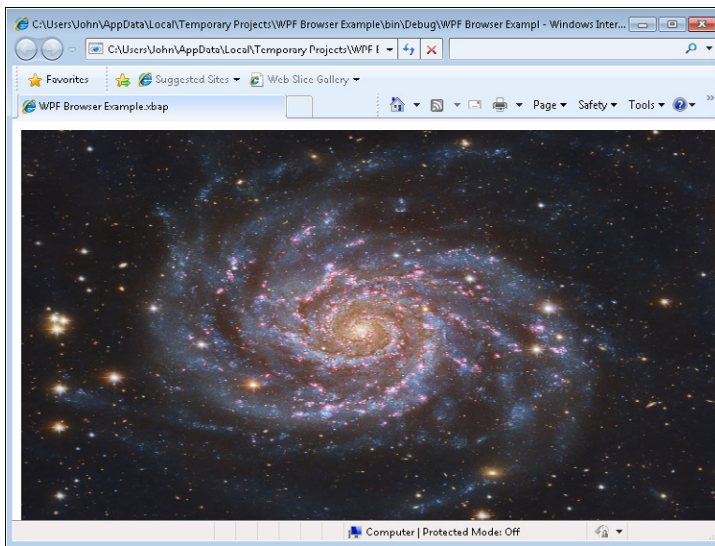 C:\Users\John\AppData\Local\Temporary Projects\WPF Browser Example\bin\Debug\WPF Browser Exampl - Windows Inter...
C:\Users\John\AppData\Local\Temporary Projects\WPF E
Favorites Suggested Sites Web Slice Gallery
WPF Browser Example.xbap Page Safety Tools
Computer | Protected Mode: Off